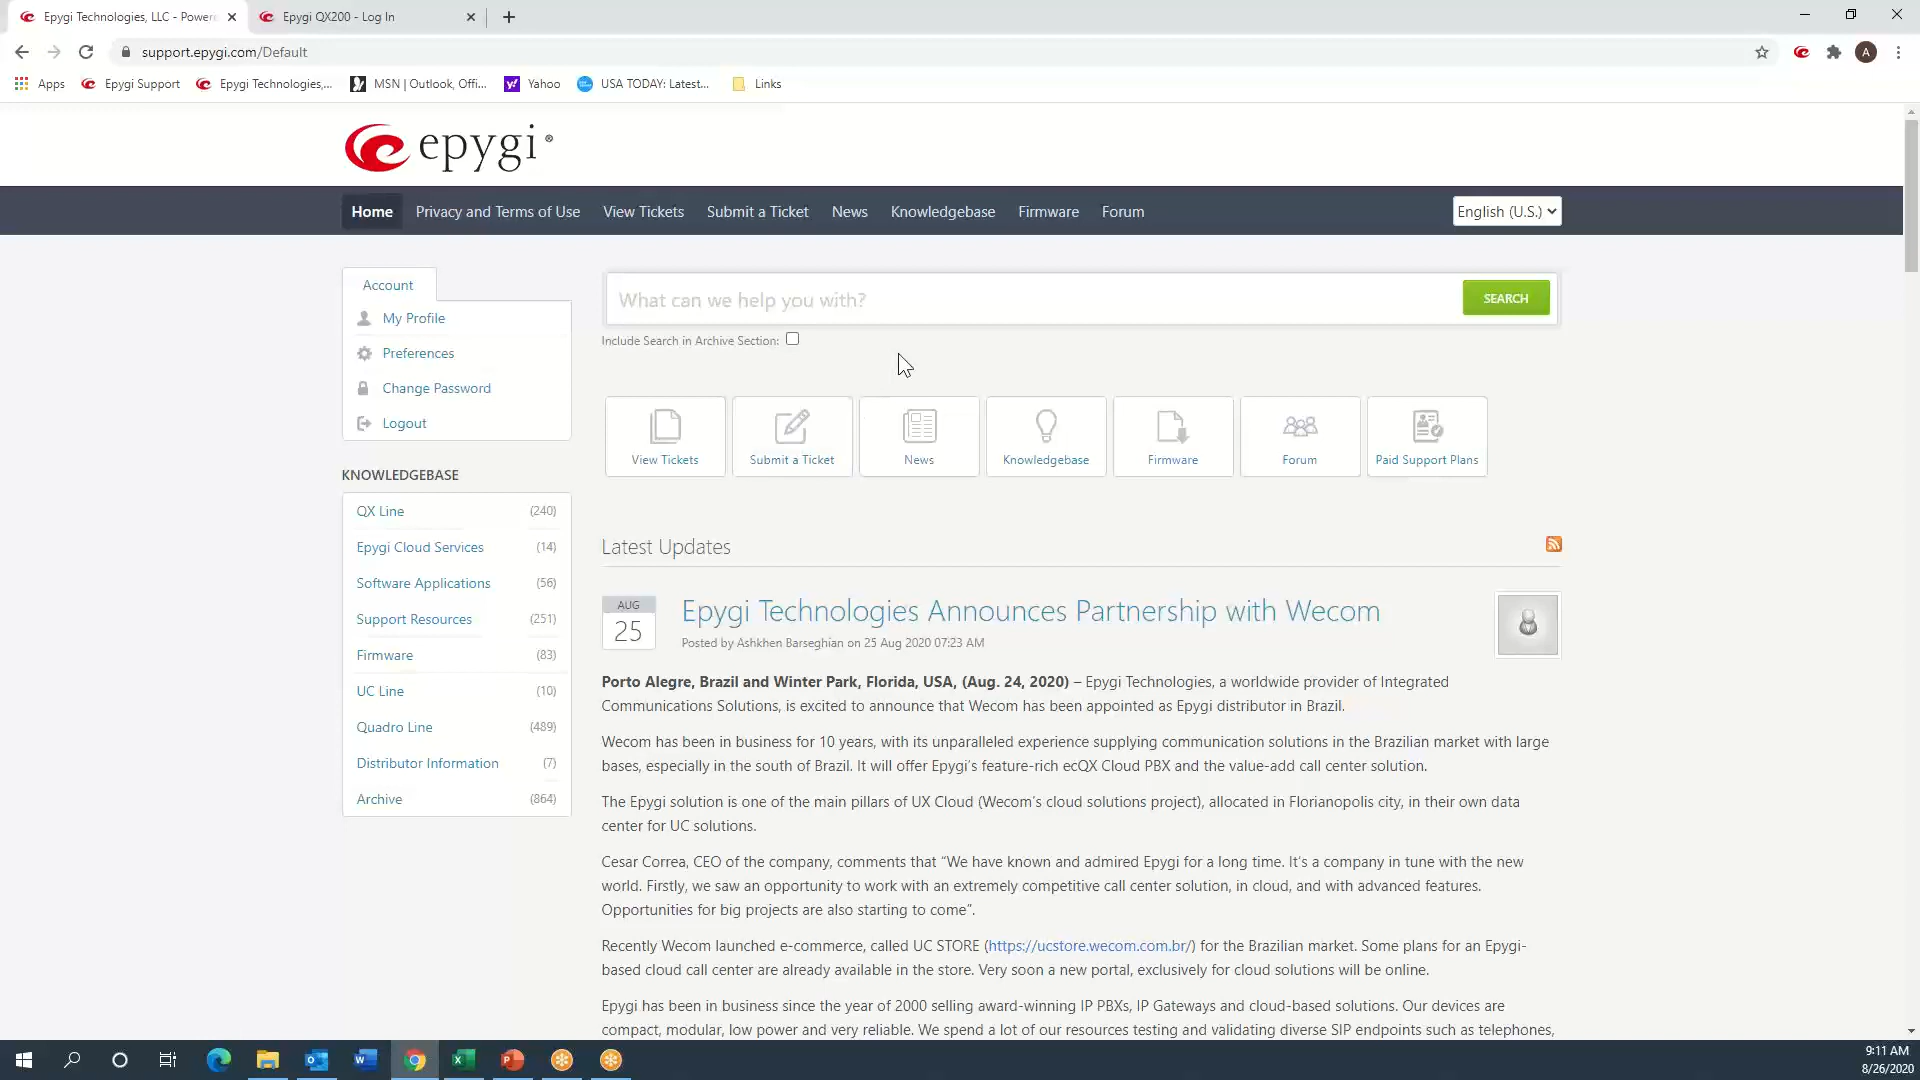 Epygi Technologies, LLC - Powere
Epygi QX200 - Log In
support.epygi.com/Default
A
Apps
Epygi Support
Epygi Technologies,...
MSN | Outlook, Offi...
Yahoo
USA TODAY: Latest...
Links
epygi®
Home
Privacy and Terms of Use
View Tickets
Submit a Ticket
News
Knowledgebase
Firmware
Forum
English (U.S.)
Account
My Profile
Preferences
Change Password
Logout
KNOWLEDGEBASE
QX Line (240)
Epygi Cloud Services (14)
Software Applications (56)
Support Resources (251)
Firmware (83)
UC Line (10)
Quadro Line (489)
Distributor Information (7)
Archive (864)
What can we help you with?
SEARCH
Include Search in Archive Section:
View Tickets
Submit a Ticket
News
Knowledgebase
Firmware
Forum
Paid Support Plans
Latest Updates
AUG
25
Epygi Technologies Announces Partnership with Wecom
Posted by Ashkhen Barseghian on 25 Aug 2020 07:23 AM
Porto Alegre, Brazil and Winter Park, Florida, USA, (Aug. 24, 2020) – Epygi Technologies, a worldwide provider of Integrated
Communications Solutions, is excited to announce that Wecom has been appointed as Epygi distributor in Brazil.
Wecom has been in business for 10 years, with its unparalleled experience supplying communication solutions in the Brazilian market with large
bases, especially in the south of Brazil. It will offer Epygi's feature-rich ecQX Cloud PBX and the value-add call center solution.
The Epygi solution is one of the main pillars of UX Cloud (Wecom's cloud solutions project), allocated in Florianopolis city, in their own data
center for UC solutions.
Cesar Correa, CEO of the company, comments that “We have known and admired Epygi for a long time. It's a company in tune with the new
world. Firstly, we saw an opportunity to work with an extremely competitive call center solution, in cloud, and with advanced features.
Opportunities for big projects are also starting to come”.
Recently Wecom launched e-commerce, called UC STORE (https://ucstore.wecom.com.br/) for the Brazilian market. Some plans for an Epygi-
based cloud call center are already available in the store. Very soon a new portal, exclusively for cloud solutions will be online.
Epygi has been in business since the year of 2000 selling award-winning IP PBXs, IP Gateways and cloud-based solutions. Our devices are
compact, modular, low power and very reliable. We spend a lot of our resources testing and validating diverse SIP endpoints such as telephones,
9:11 AM
8/26/2020